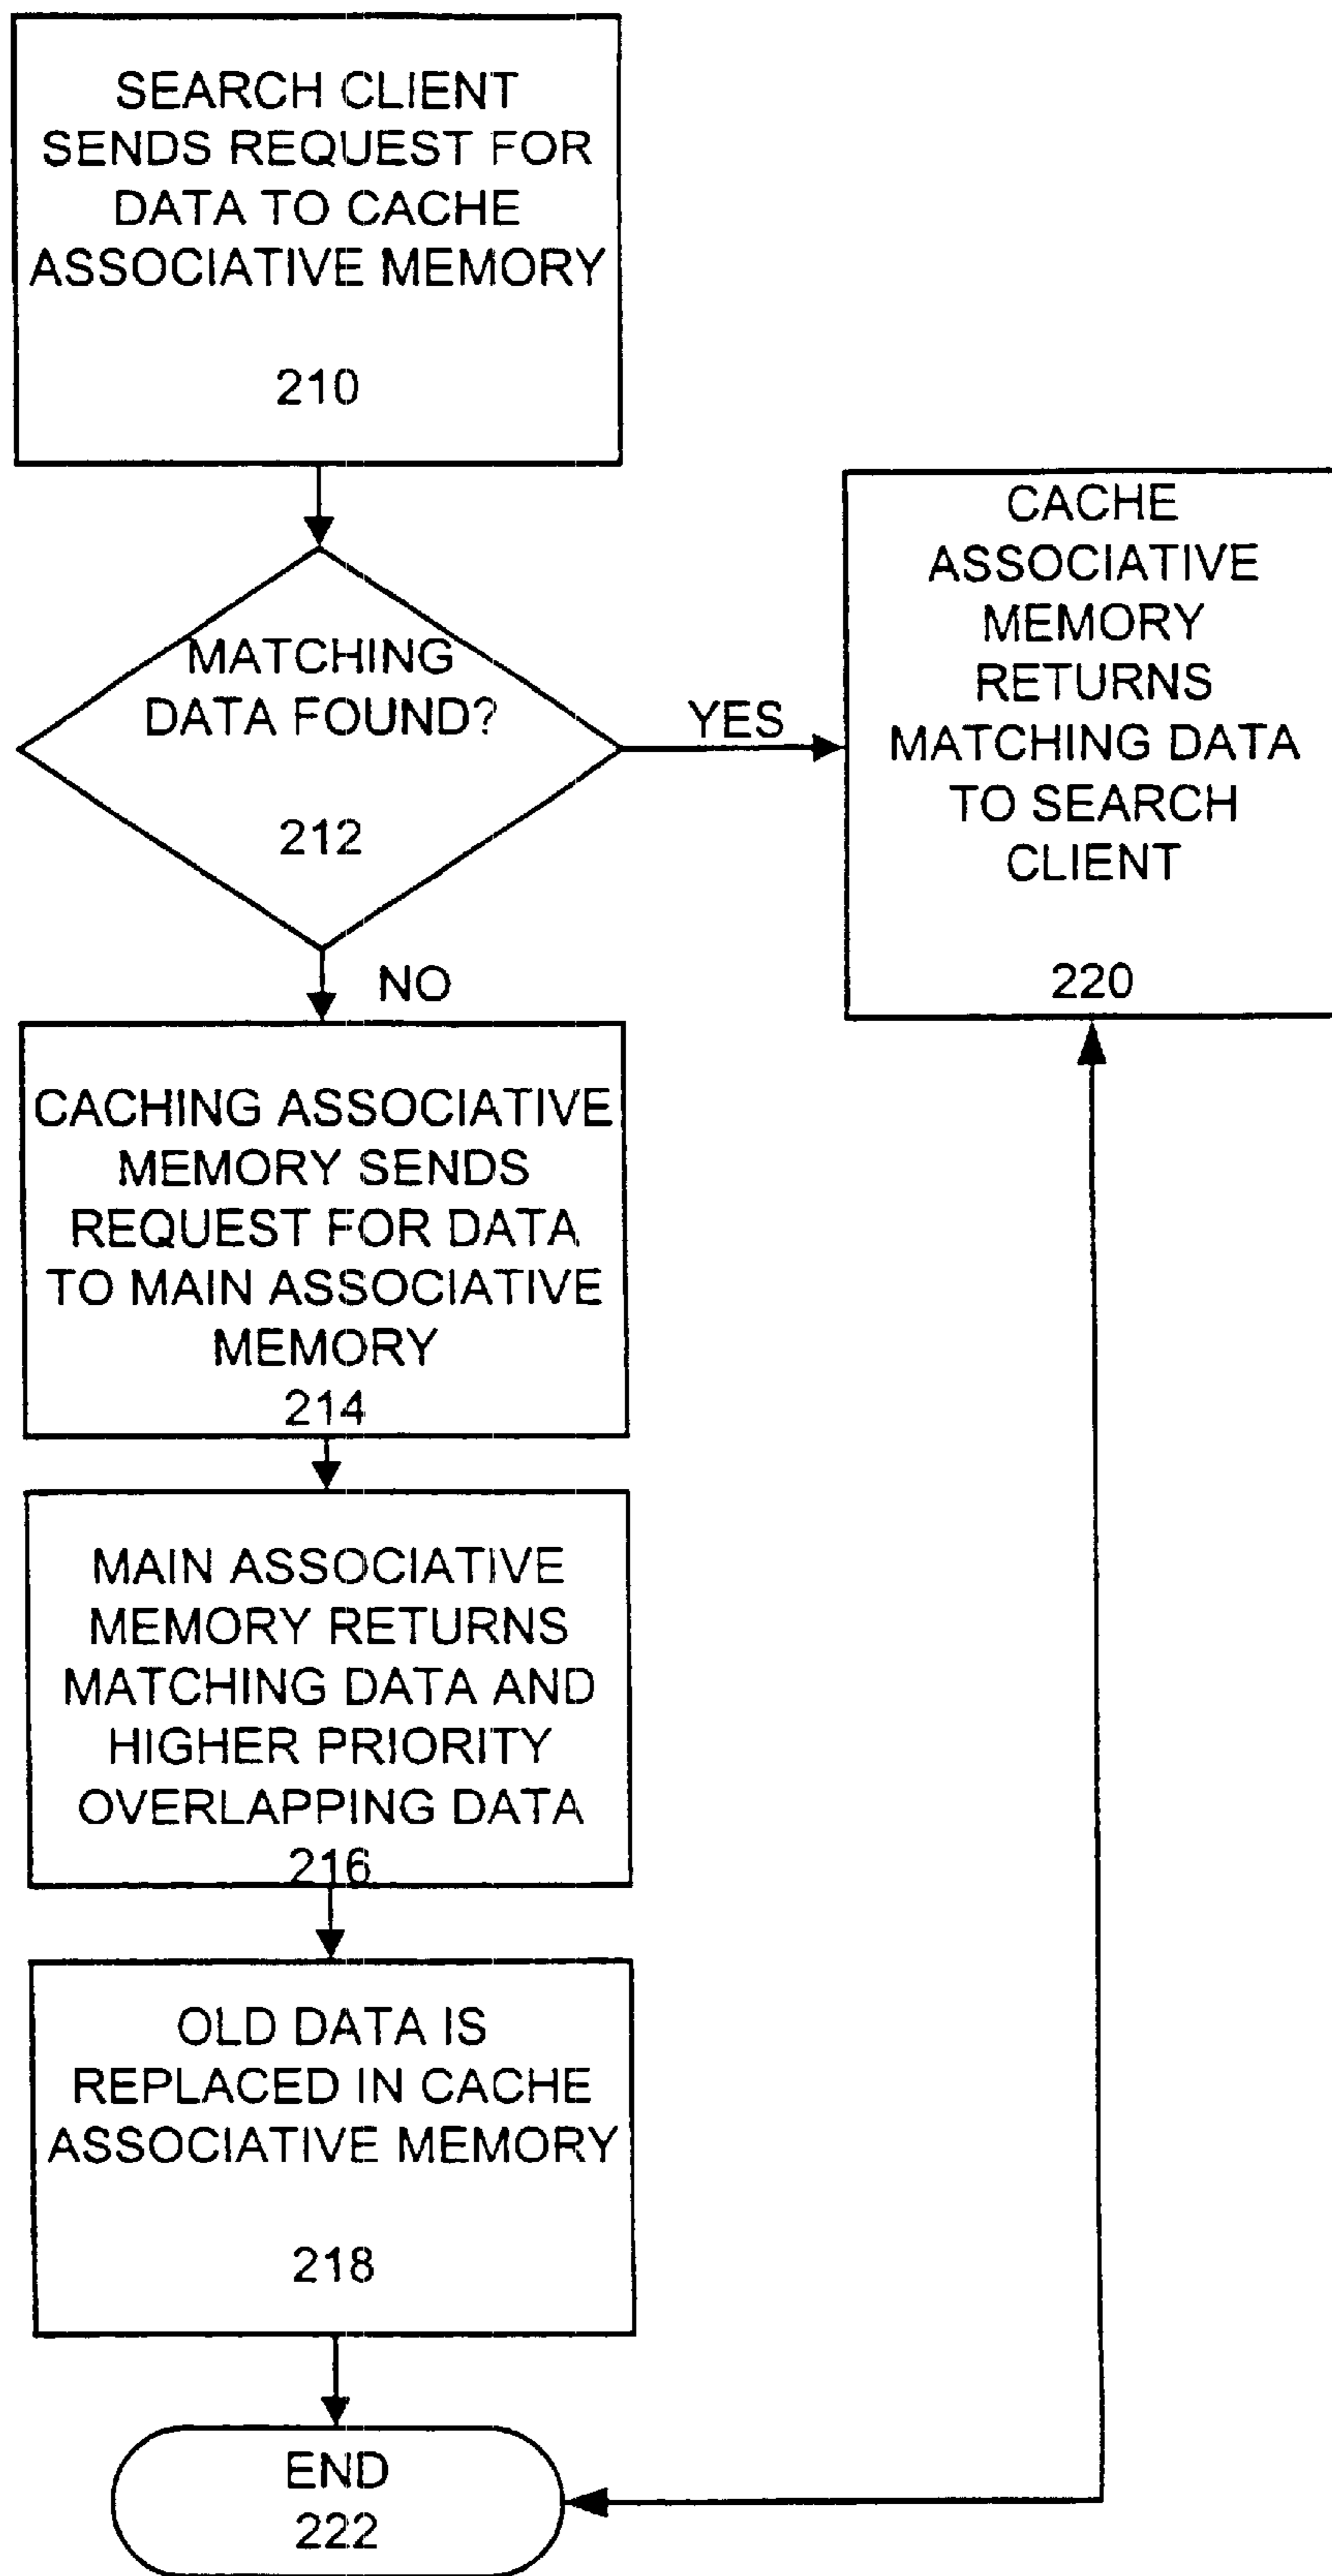 SEARCH CLIENT
SENDS REQUEST FOR
DATA TO CACHE
ASSOCIATIVE MEMORY
210
MATCHING
DATA FOUND?
212
YES
CACHE
ASSOCIATIVE
MEMORY
RETURNS
MATCHING DATA
TO SEARCH
CLIENT
220
NO
CACHING ASSOCIATIVE
MEMORY SENDS
REQUEST FOR DATA
TO MAIN ASSOCIATIVE
MEMORY
214
MAIN ASSOCIATIVE
MEMORY RETURNS
MATCHING DATA AND
HIGHER PRIORITY
OVERLAPPING DATA
216
OLD DATA IS
REPLACED IN CACHE
ASSOCIATIVE MEMORY
218
END
222